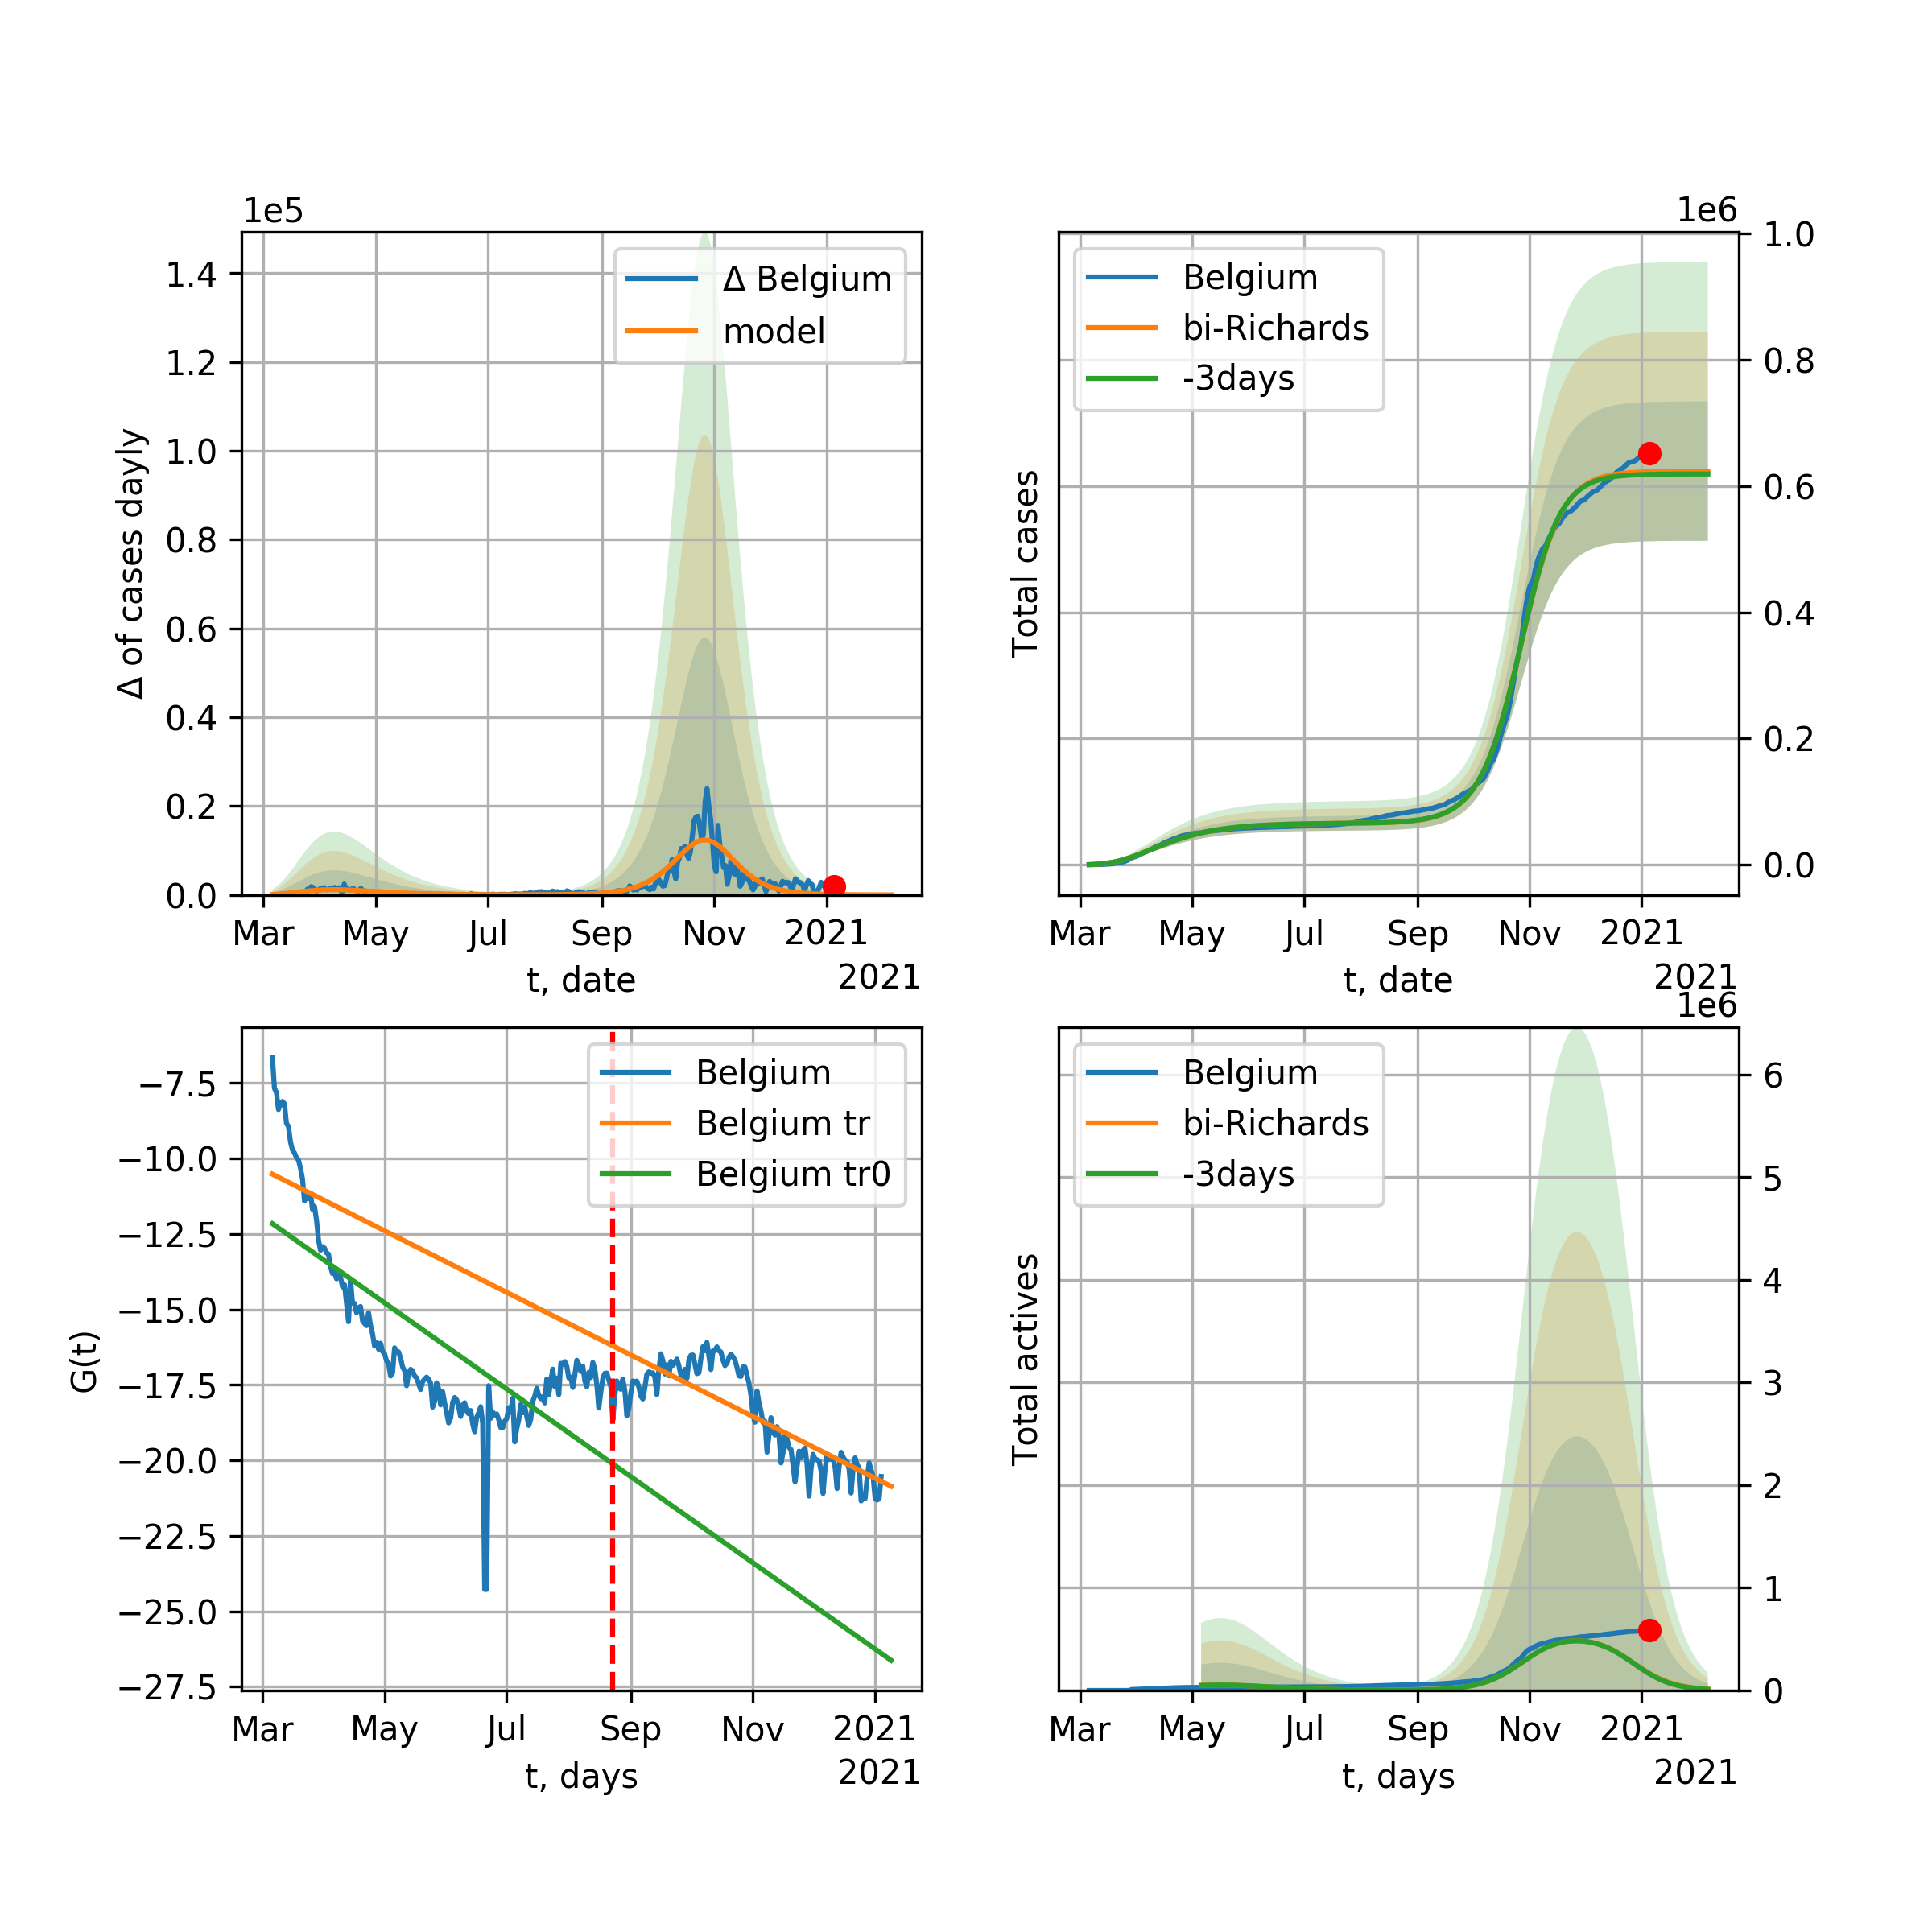 1e5
1.4
1.2
1.0
0.8
0.6
0.4
0.2
0.0
Δ of cases dayly
Δ Belgium
model
Mar May Jul Sep Nov 2021
t, date
2021
1e6
1.0
0.8
0.6
0.4
0.2
0.0
Total cases
Belgium
bi-Richards
-3days
Mar May Jul Sep Nov 2021
t, date
2021
−7.5
−10.0
−12.5
−15.0
−17.5
−20.0
−22.5
−25.0
−27.5
G(t)
Belgium
Belgium tr
Belgium tr0
Mar May Jul Sep Nov 2021
t, days
2021
1e6
6
5
4
3
2
1
0
Total actives
Belgium
bi-Richards
-3days
Mar May Jul Sep Nov 2021
t, days
2021